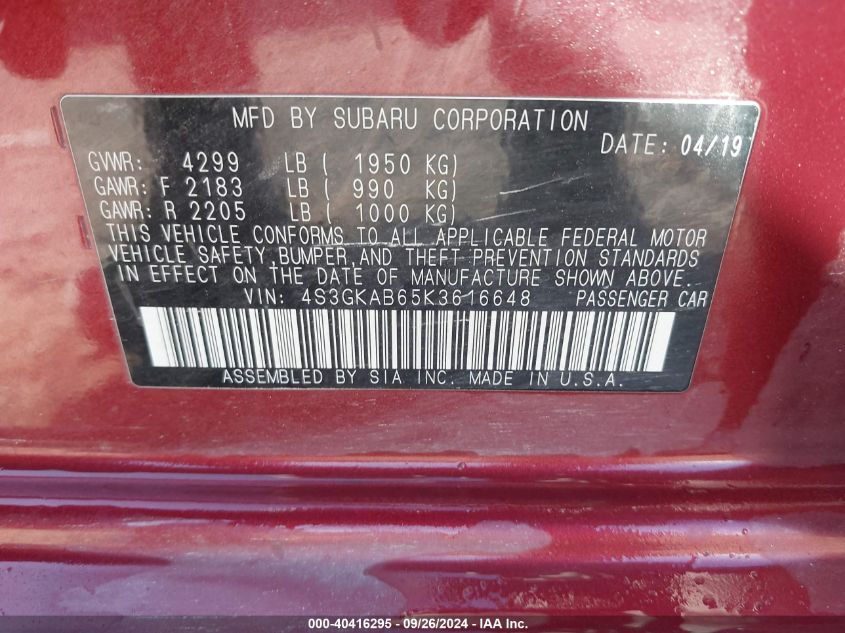 MFD BY SUBARU CORPORATION
DATE: 04/19
GVWR: 4299 LB ( 1950 KG)
GAWR: F 2183 LB ( 990 KG)
GAWR: R 2205 LB ( 1000 KG)
THIS VEHICLE CONFORMS TO ALL APPLICABLE FEDERAL MOTOR
VEHICLE SAFETY, BUMPER, AND THEFT PREVENTION STANDARDS
IN EFFECT ON THE DATE OF MANUFACTURE SHOWN ABOVE.
VIN: 4S3GKAB65K3616648 PASSENGER CAR
ASSEMBLED BY SIA INC. MADE IN U.S.A.
000-40416295 - 09/26/2024 - IAA Inc.